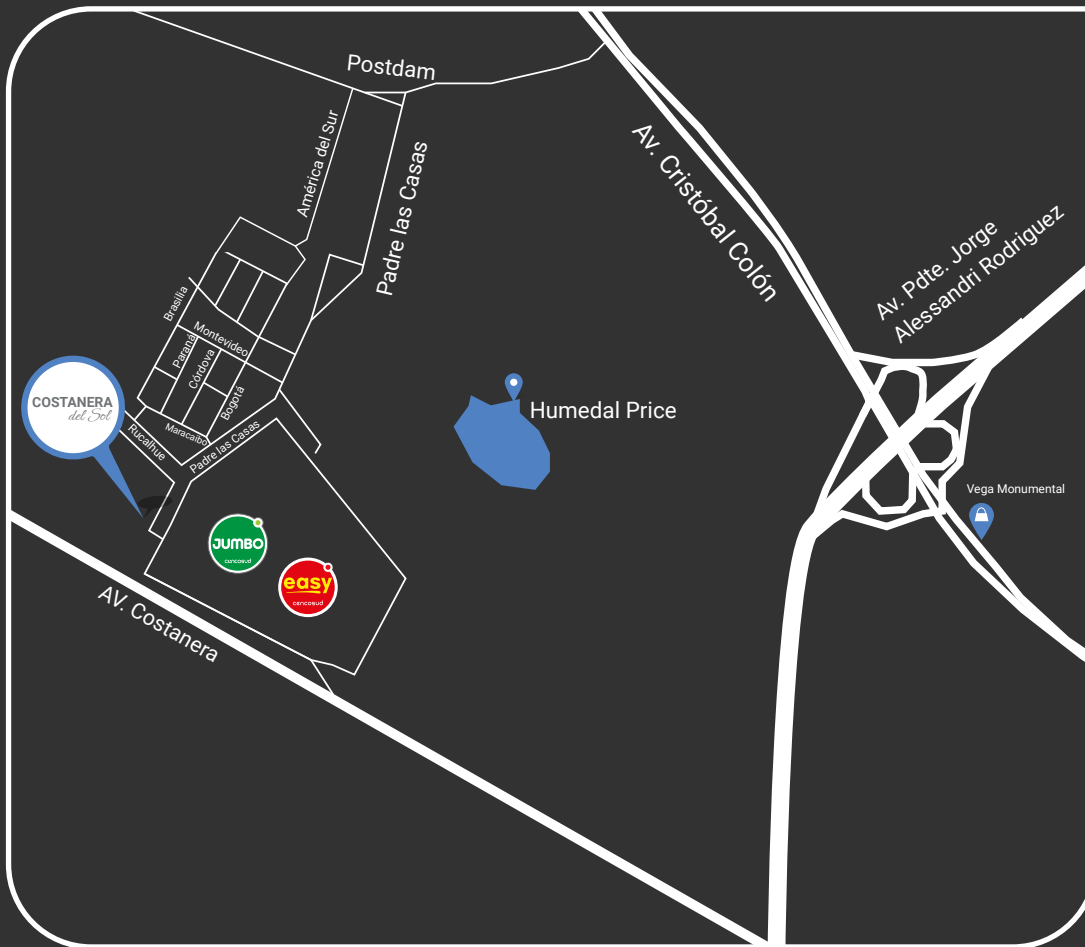 Postdam
América del Sur
Padre las Casas
Av. Cristóbal Colón
Av. Pdte. Jorge
Alessandri Rodriguez
Brasilia
Montevideo
Paraná
Córdova
Bogotá
COSTANERA
del Sol
Rucalhue
Maracaibo
Padre las Casas
Humedal Price
Vega Monumental
JUMBO
cencosud
easy
cencosud
AV. Costanera